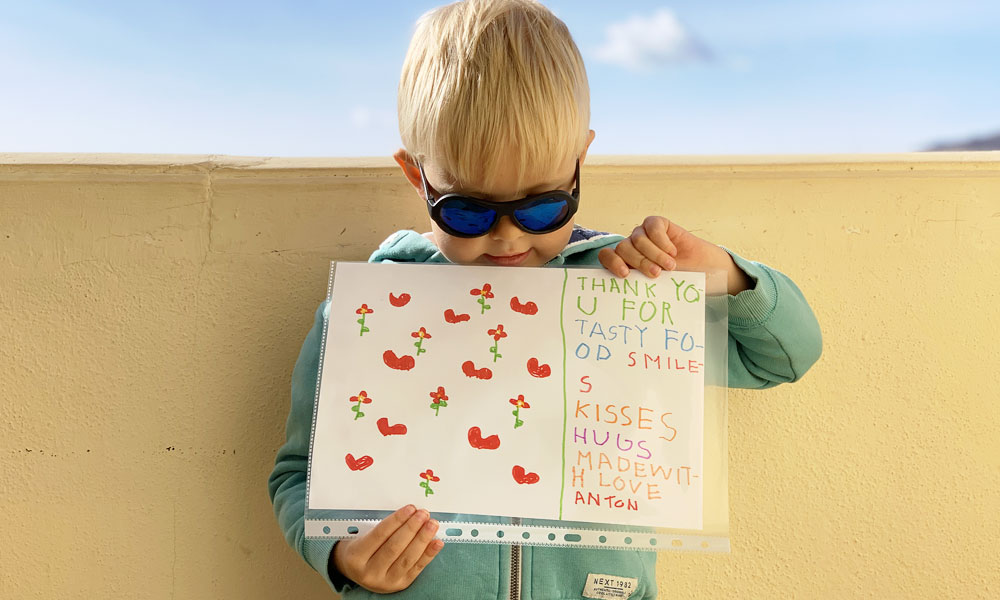 THANK YO-
U FOR
TASTY FO-
OD SMILE-
S
KISSES
HUGS
MADEWIT-
H LOVE
ANTON
NEXT 1982